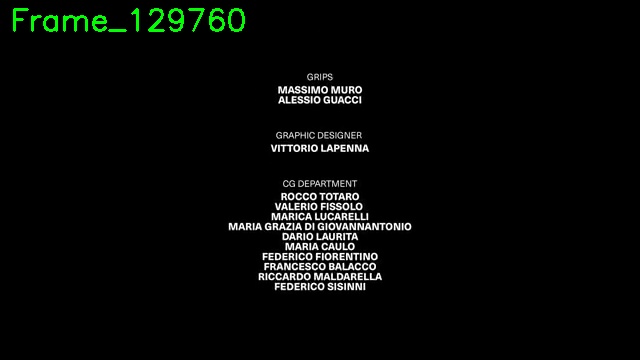 Frame_129760
GRIPS
MASSIMO MURO
ALESSIO GUACCI
GRAPHIC DESIGNER
VITTORIO LAPENNA
CG DEPARTMENT
ROCCO TOTARO
VALERIO FISSOLO
MARICA LUCARELLI
MARIA GRAZIA DI GIOVANNANTONIO
DARIO LAURITA
MARIA CAULO
FEDERICO FIORENTINO
FRANCESCO BALACCO
RICCARDO MALDARELLA
FEDERICO SISINNI